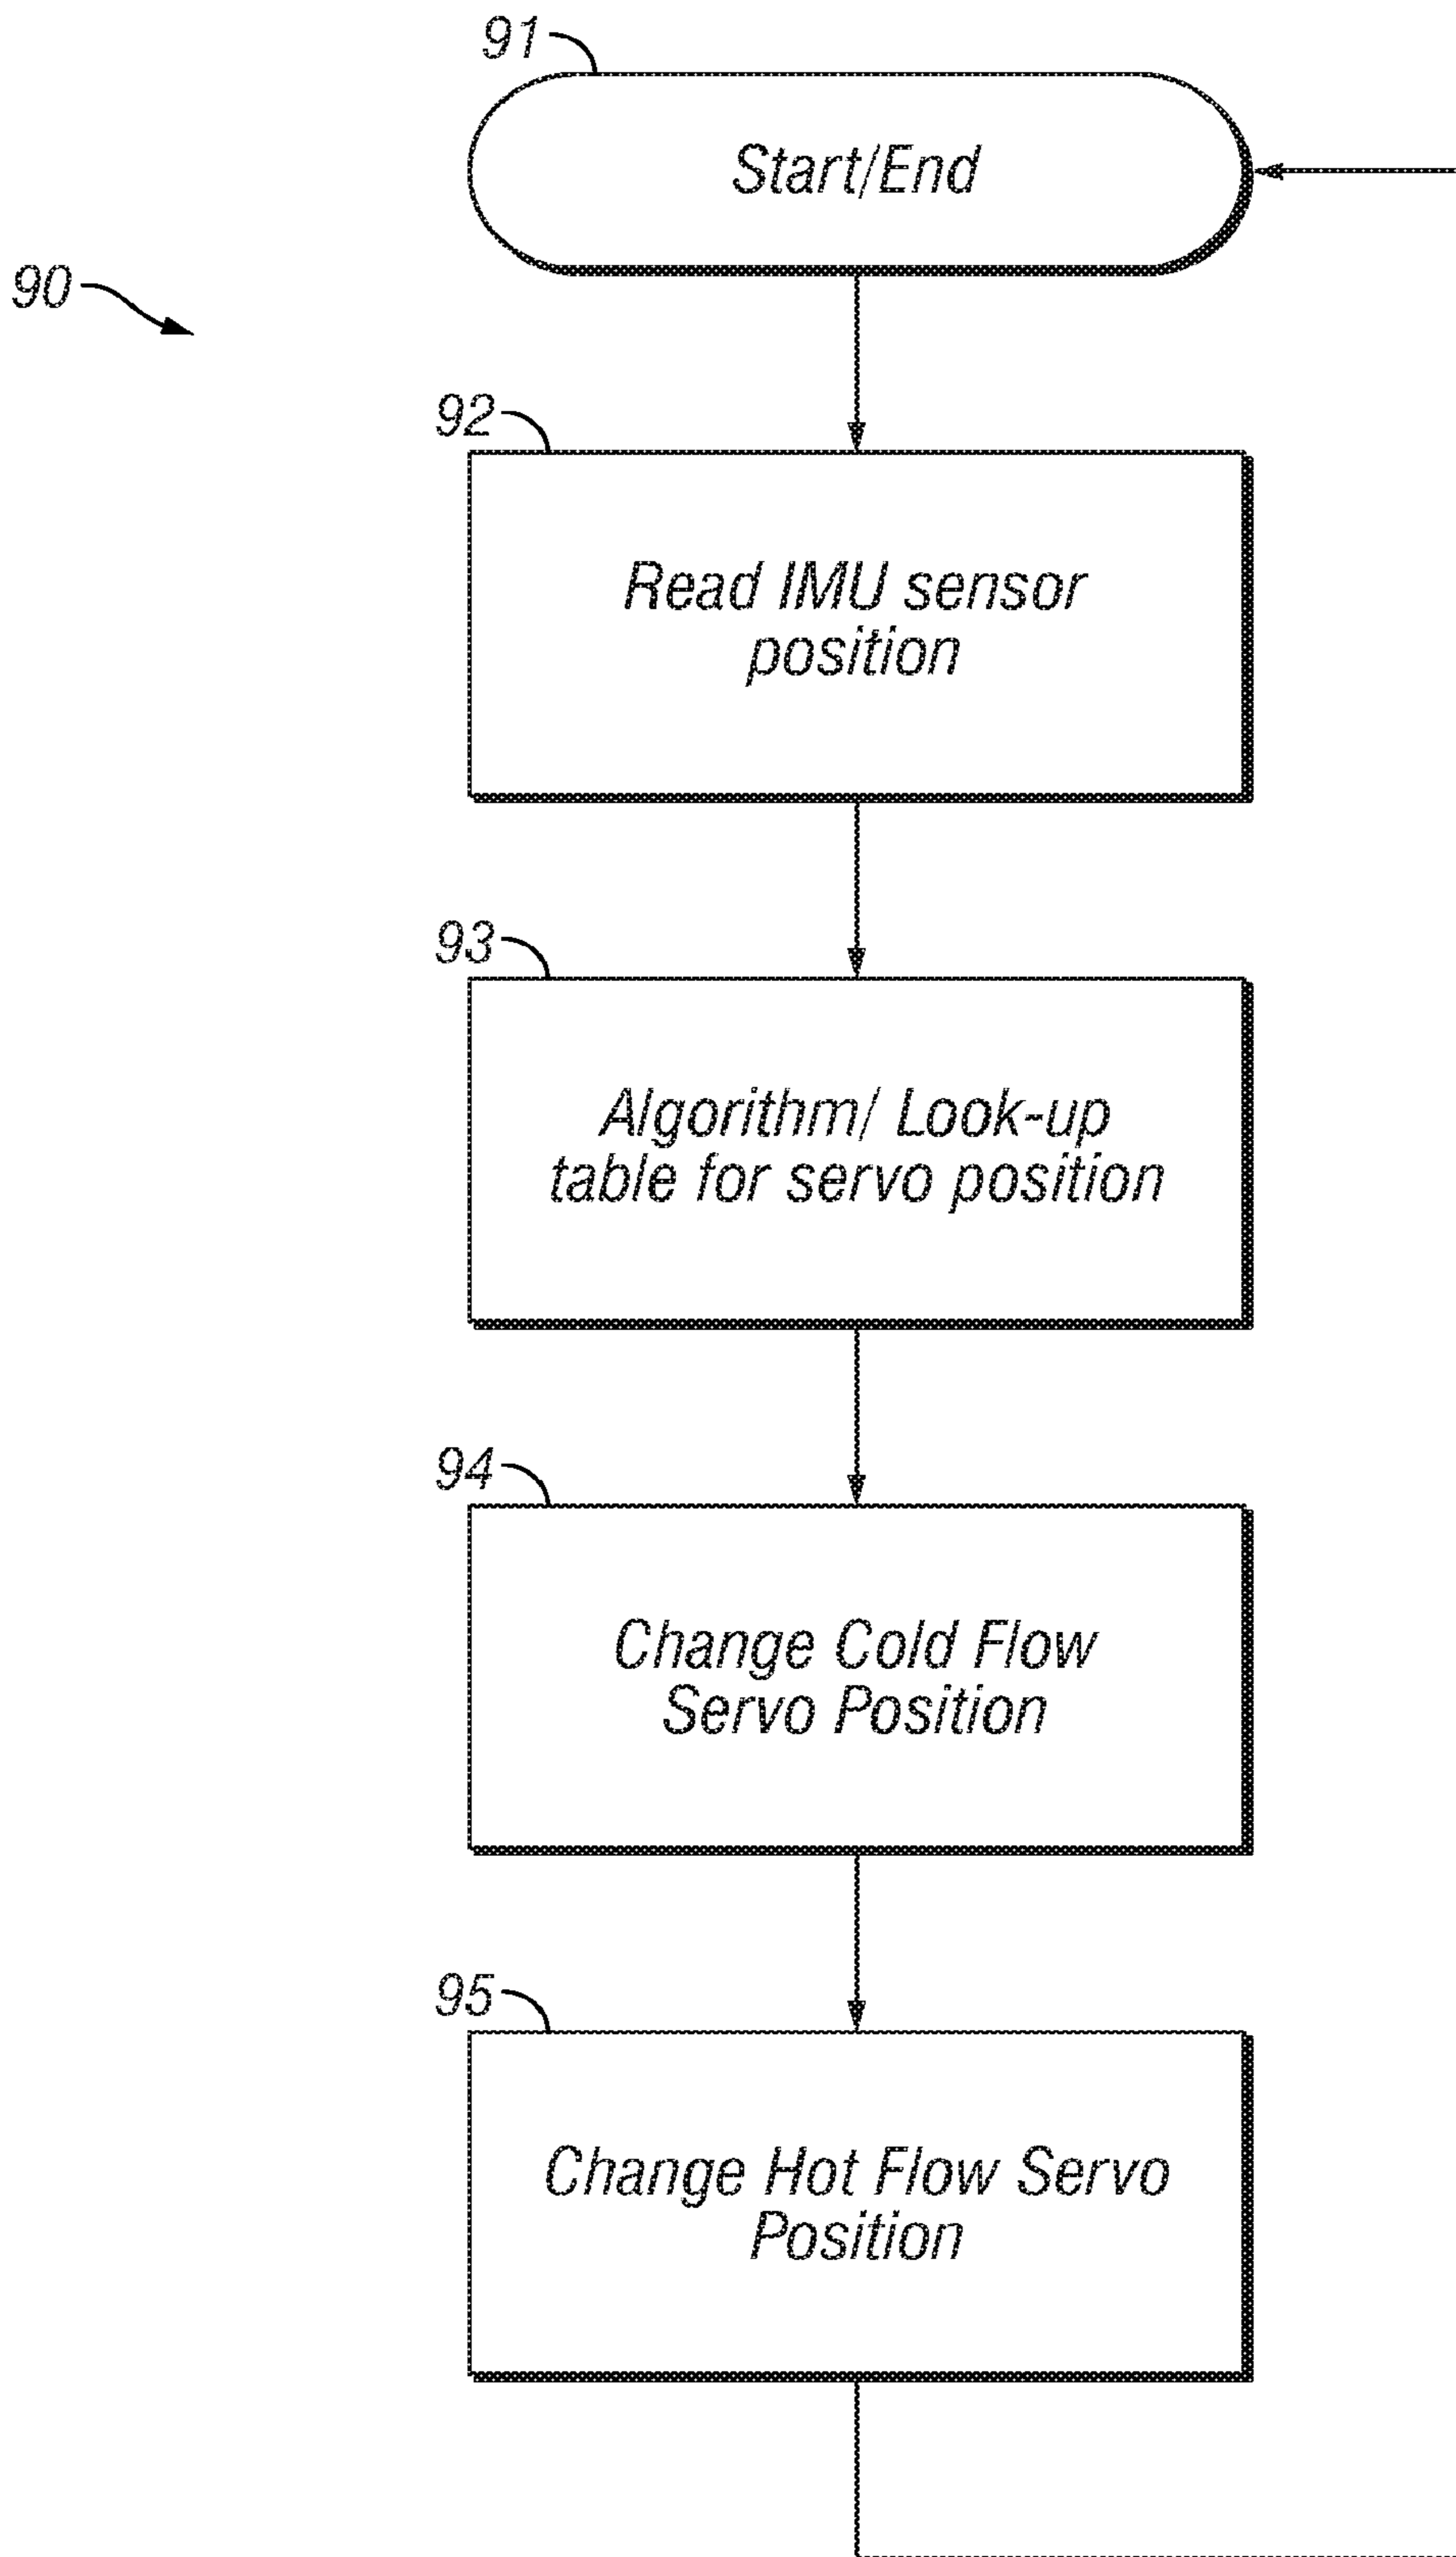 91
Start/End
90
92
Read IMU sensor
position
93
Algorithm/ Look-up
table for servo position
94
Change Cold Flow
Servo Position
95
Change Hot Flow Servo
Position